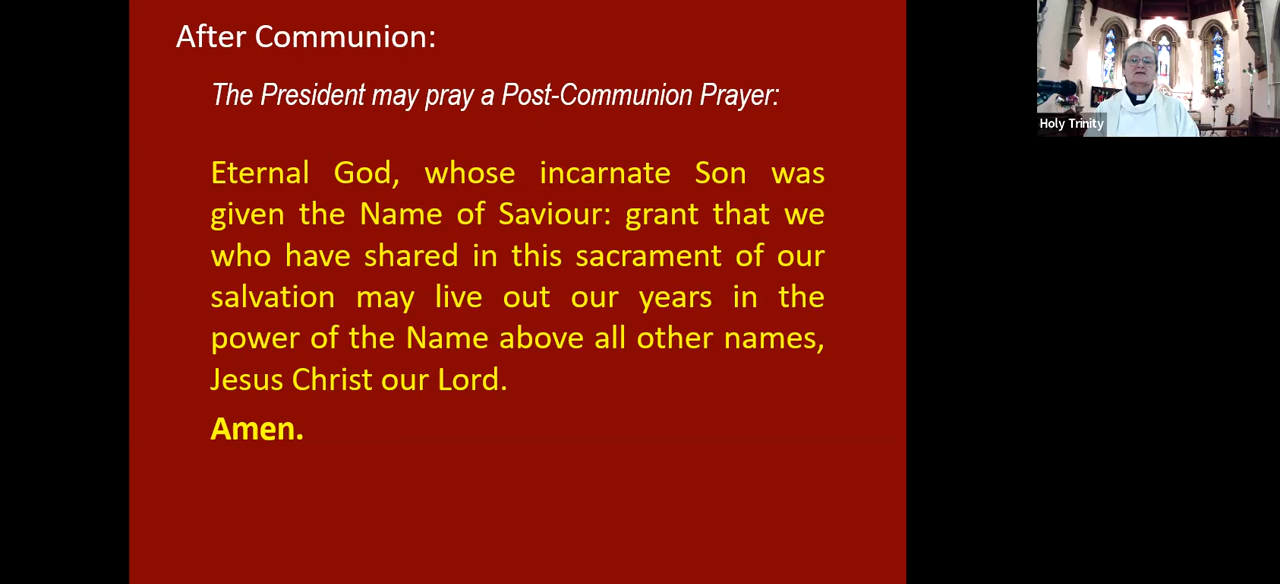 After Communion:
The President may pray a Post-Communion Prayer:
Eternal God, whose incarnate Son was
given the Name of Saviour: grant that we
who have shared in this sacrament of our
salvation may live out our years in the
power of the Name above all other names,
Jesus Christ our Lord.
Amen.
Holy Trinity